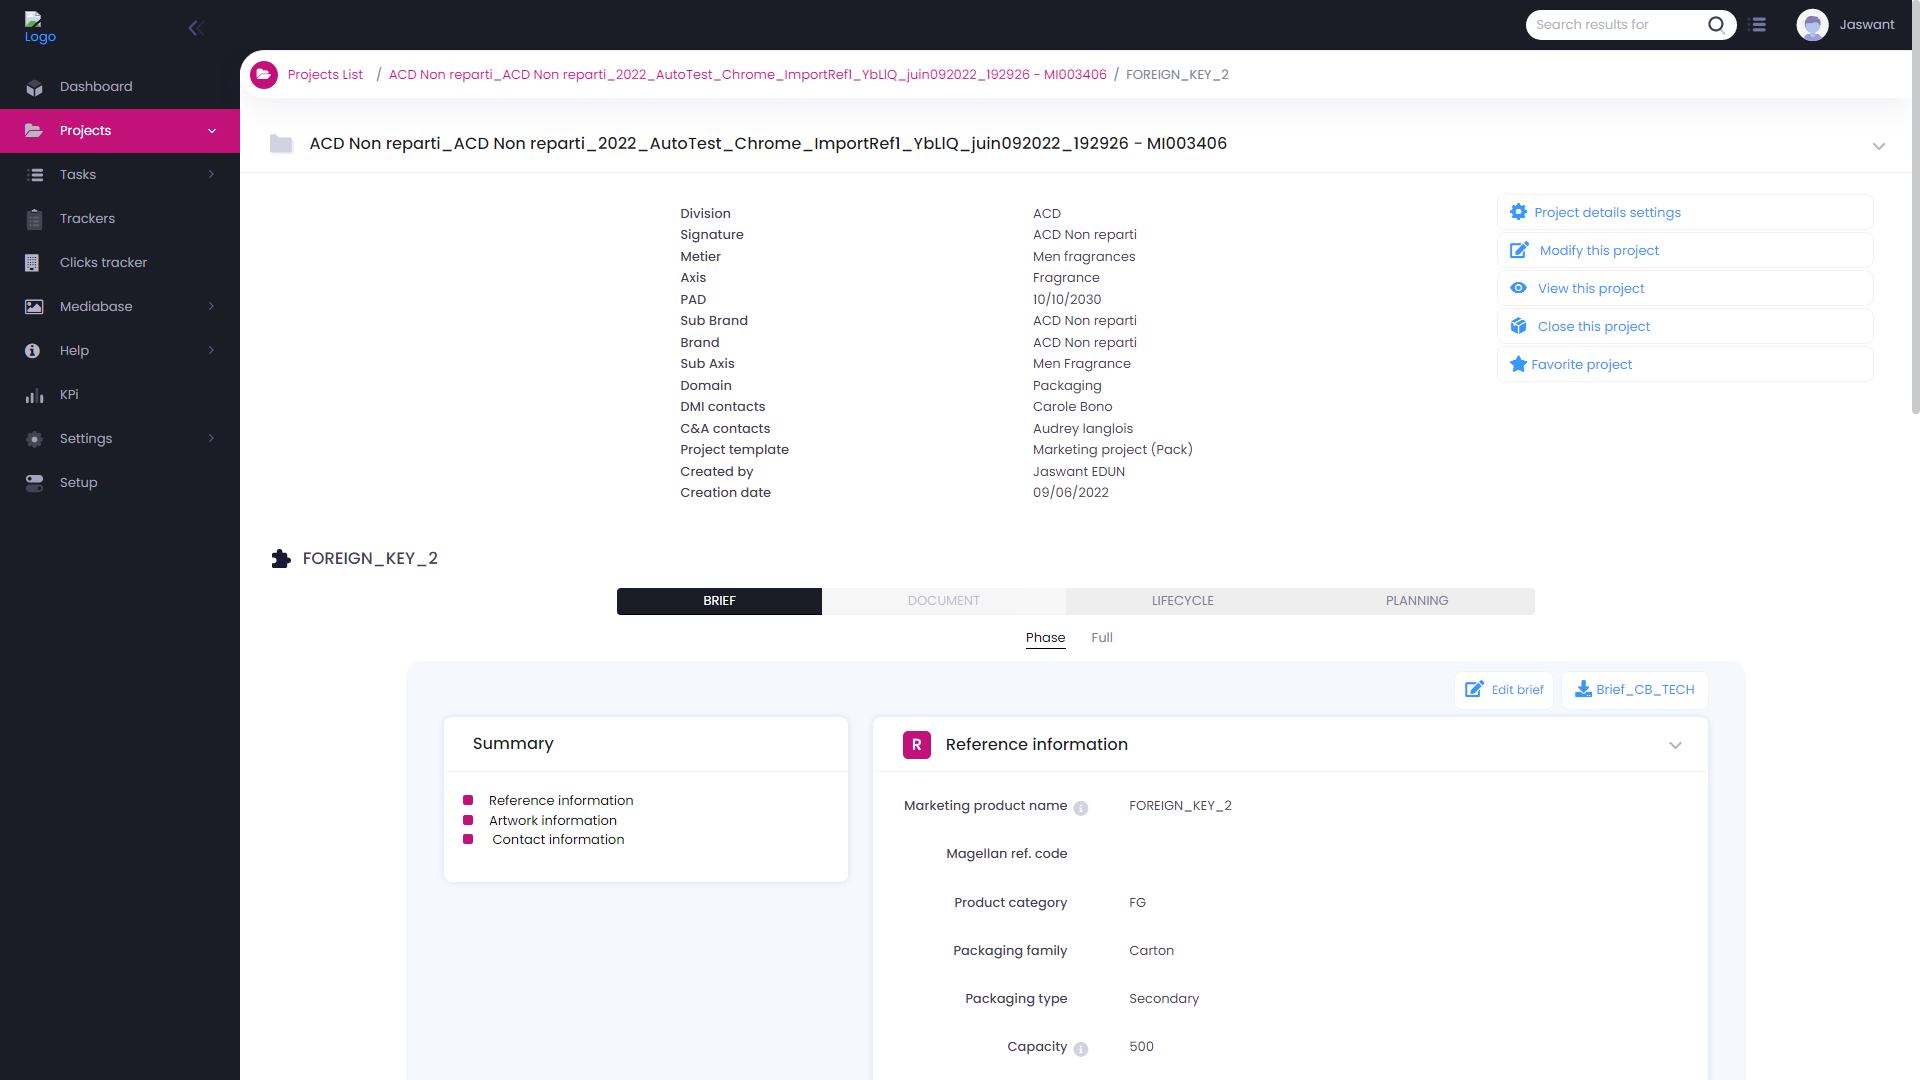 Logo
Search results for
Jaswant
Dashboard
Projects
Tasks
Trackers
Clicks tracker
Mediabase
Help
KPi
Settings
Setup
Projects List / ACD Non reparti_ACD Non reparti_2022_AutoTest_Chrome_ImportRef1_YbLlQ_juin092022_192926 - MI003406 / FOREIGN_KEY_2
ACD Non reparti_ACD Non reparti_2022_AutoTest_Chrome_ImportRef1_YbLlQ_juin092022_192926 - MI003406
Division ACD
Signature ACD Non reparti
Metier Men fragrances
Axis Fragrance
PAD 10/10/2030
Sub Brand ACD Non reparti
Brand ACD Non reparti
Sub Axis Men Fragrance
Domain Packaging
DMI contacts Carole Bono
C&A contacts Audrey langlois
Project template Marketing project (Pack)
Created by Jaswant EDUN
Creation date 09/06/2022
Project details settings
Modify this project
View this project
Close this project
Favorite project
FOREIGN_KEY_2
BRIEF DOCUMENT LIFECYCLE PLANNING
Phase Full
Edit brief Brief_CB_TECH
Summary
Reference information
Artwork information
Contact information
R Reference information
Marketing product name i FOREIGN_KEY_2
Magellan ref. code
Product category FG
Packaging family Carton
Packaging type Secondary
Capacity i 500